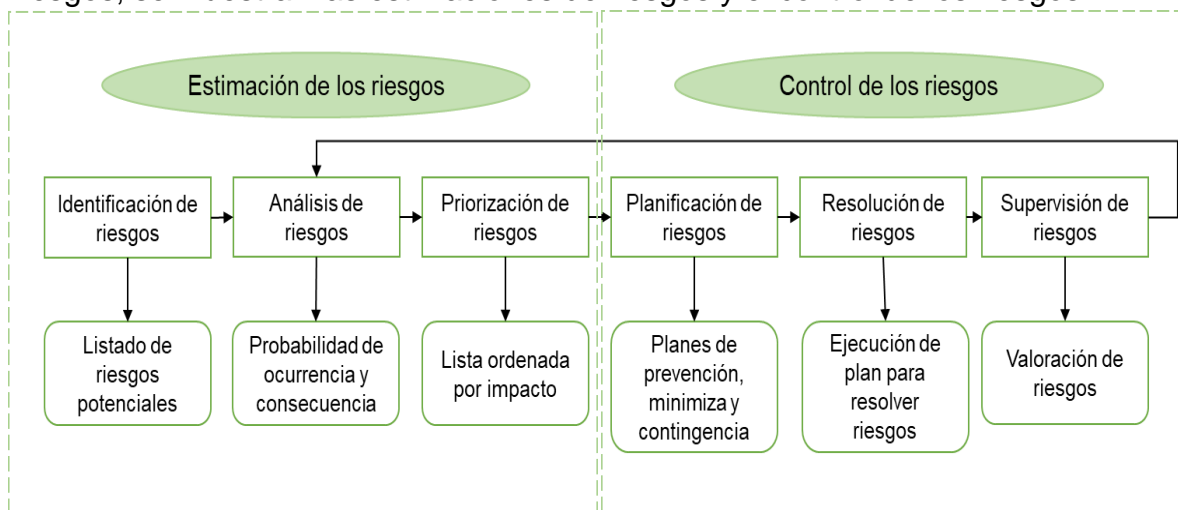 Estimación de los riesgos
Control de los riesgos
Identificación de
riesgos
Análisis de
riesgos
Priorización de
riesgos
Planificación de
riesgos
Resolución de
riesgos
Supervisión de
riesgos
Listado de
riesgos
potenciales
Probabilidad de
ocurrencia y
consecuencia
Lista ordenada
por impacto
Planes de
prevención,
minimiza y
contingencia
Ejecución de
plan para
resolver
riesgos
Valoración de
riesgos